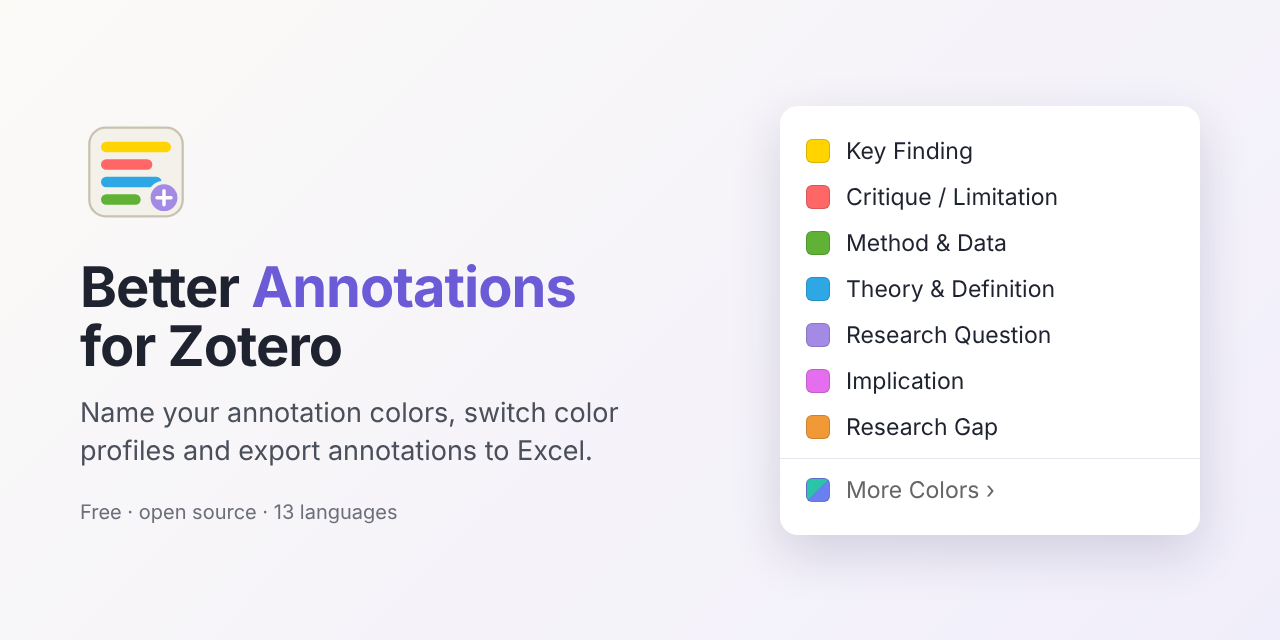 Better Annotations
for Zotero
Name your annotation colors, switch color
profiles and export annotations to Excel.
Free · open source · 13 languages
Key Finding
Critique / Limitation
Method & Data
Theory & Definition
Research Question
Implication
Research Gap
More Colors ›